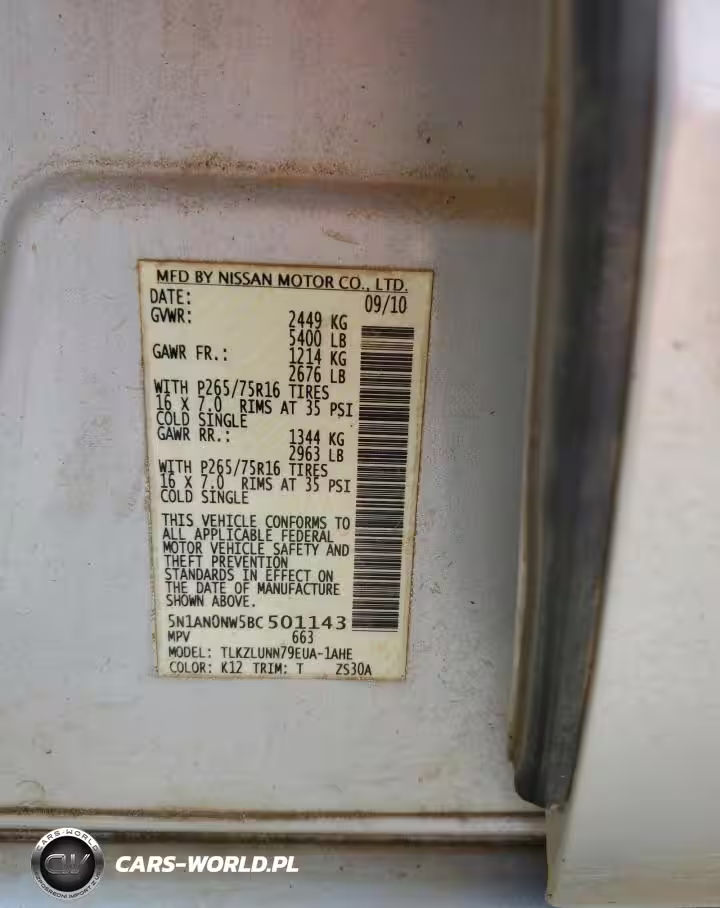 MFD BY NISSAN MOTOR CO., LTD.
DATE: 09/10
GVWR: 2449 KG
5400 LB
GAWR FR.: 1214 KG
2676 LB
WITH P265/75R16 TIRES
16 X 7.0 RIMS AT 35 PSI
COLD SINGLE
GAWR RR.: 1344 KG
2963 LB
WITH P265/75R16 TIRES
16 X 7.0 RIMS AT 35 PSI
COLD SINGLE
THIS VEHICLE CONFORMS TO
ALL APPLICABLE FEDERAL
MOTOR VEHICLE SAFETY AND
THEFT PREVENTION
STANDARDS IN EFFECT ON
THE DATE OF MANUFACTURE
SHOWN ABOVE.
5N1AN0NW5BC501143
MPV 663
MODEL: TLKZLUNN79EUA-1AHE
COLOR: K12 TRIM: T ZS30A
CARS-WORLD
CW
CARS-WORLD.PL